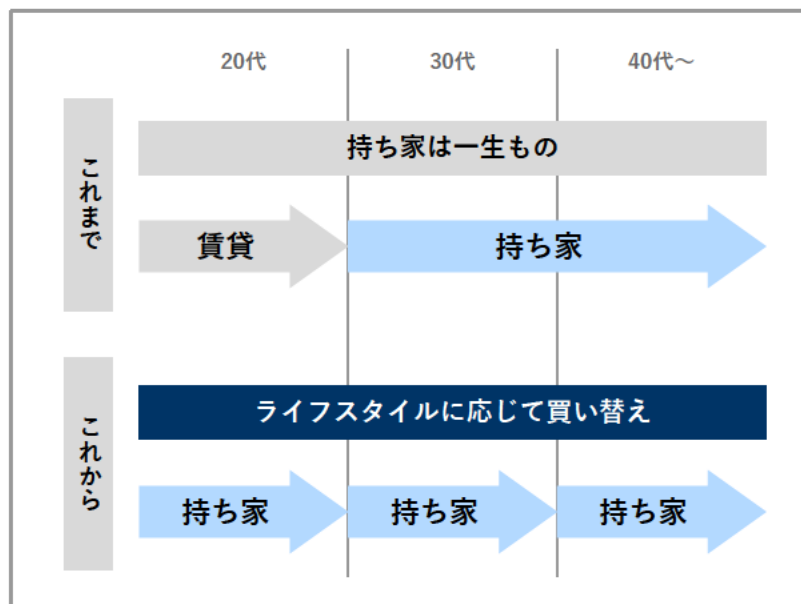 20代
30代
40代～
これまで
持ち家は一生もの
賃貸
持ち家
これから
ライフスタイルに応じて買い替え
持ち家
持ち家
持ち家